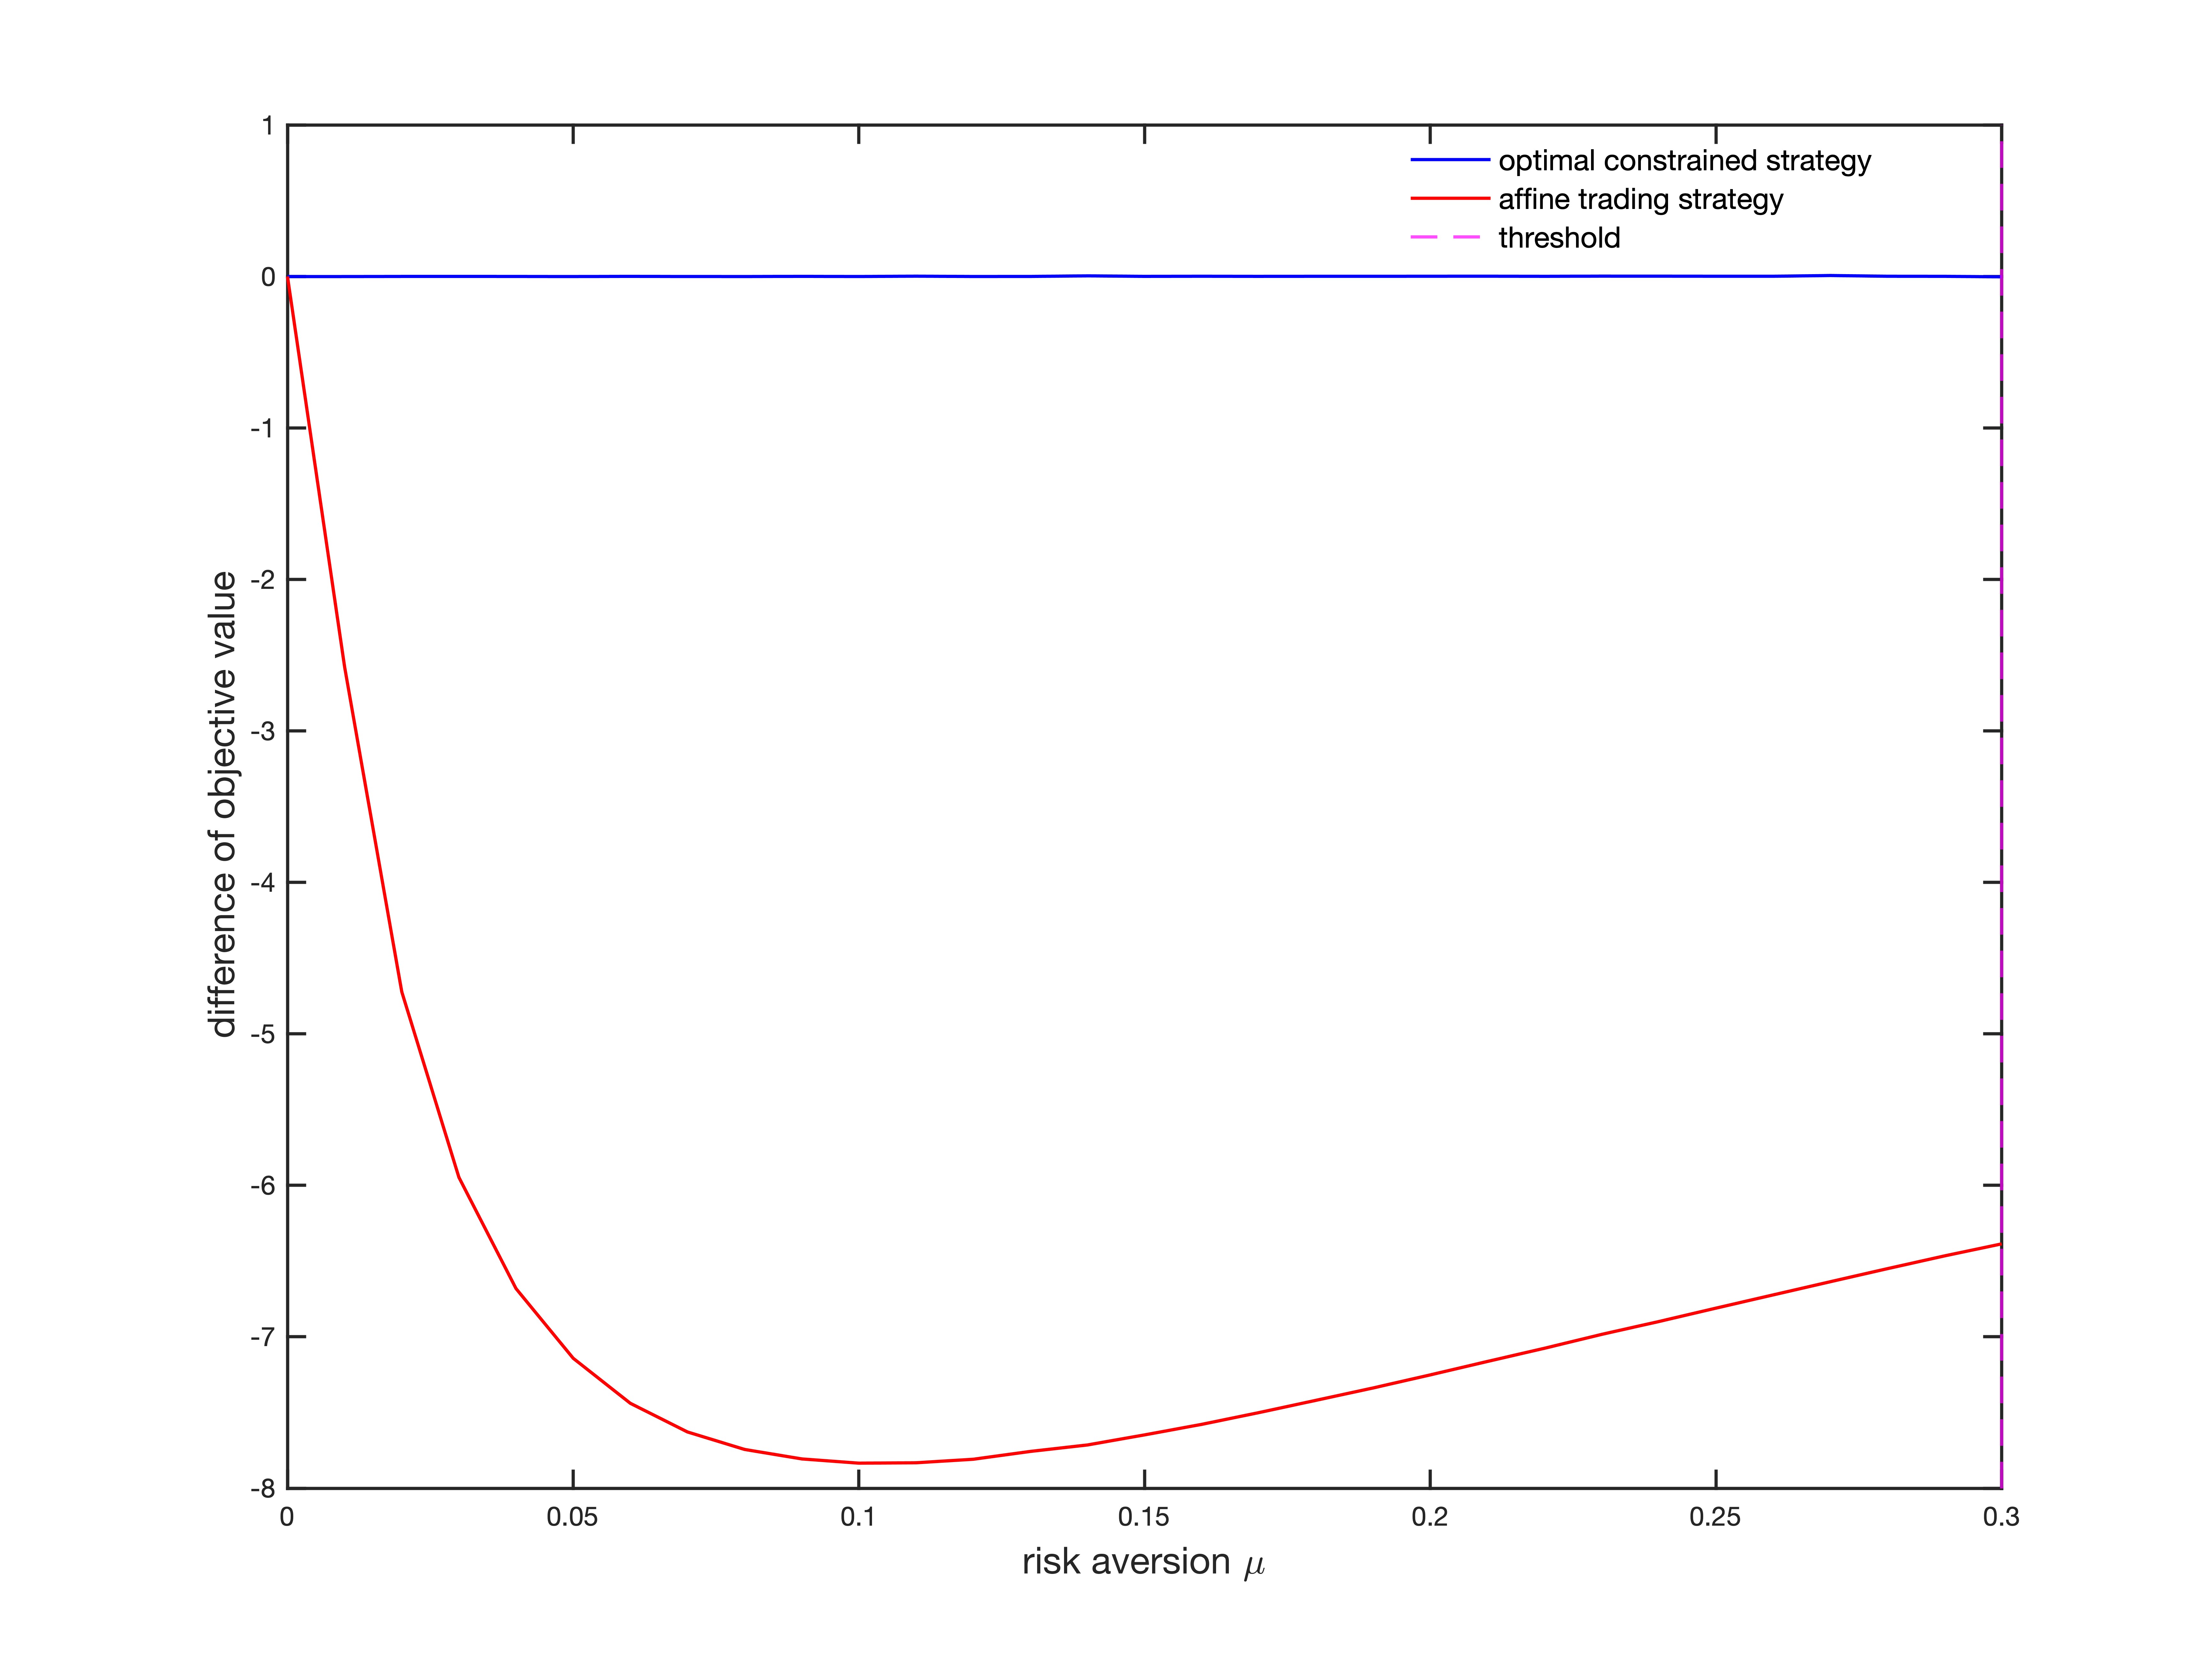 optimal constrained strategy
affine trading strategy
threshold
difference of objective value
1
0
-1
-2
-3
-4
-5
-6
-7
-8
0 0.05 0.1 0.15 0.2 0.25 0.3
risk aversion μ